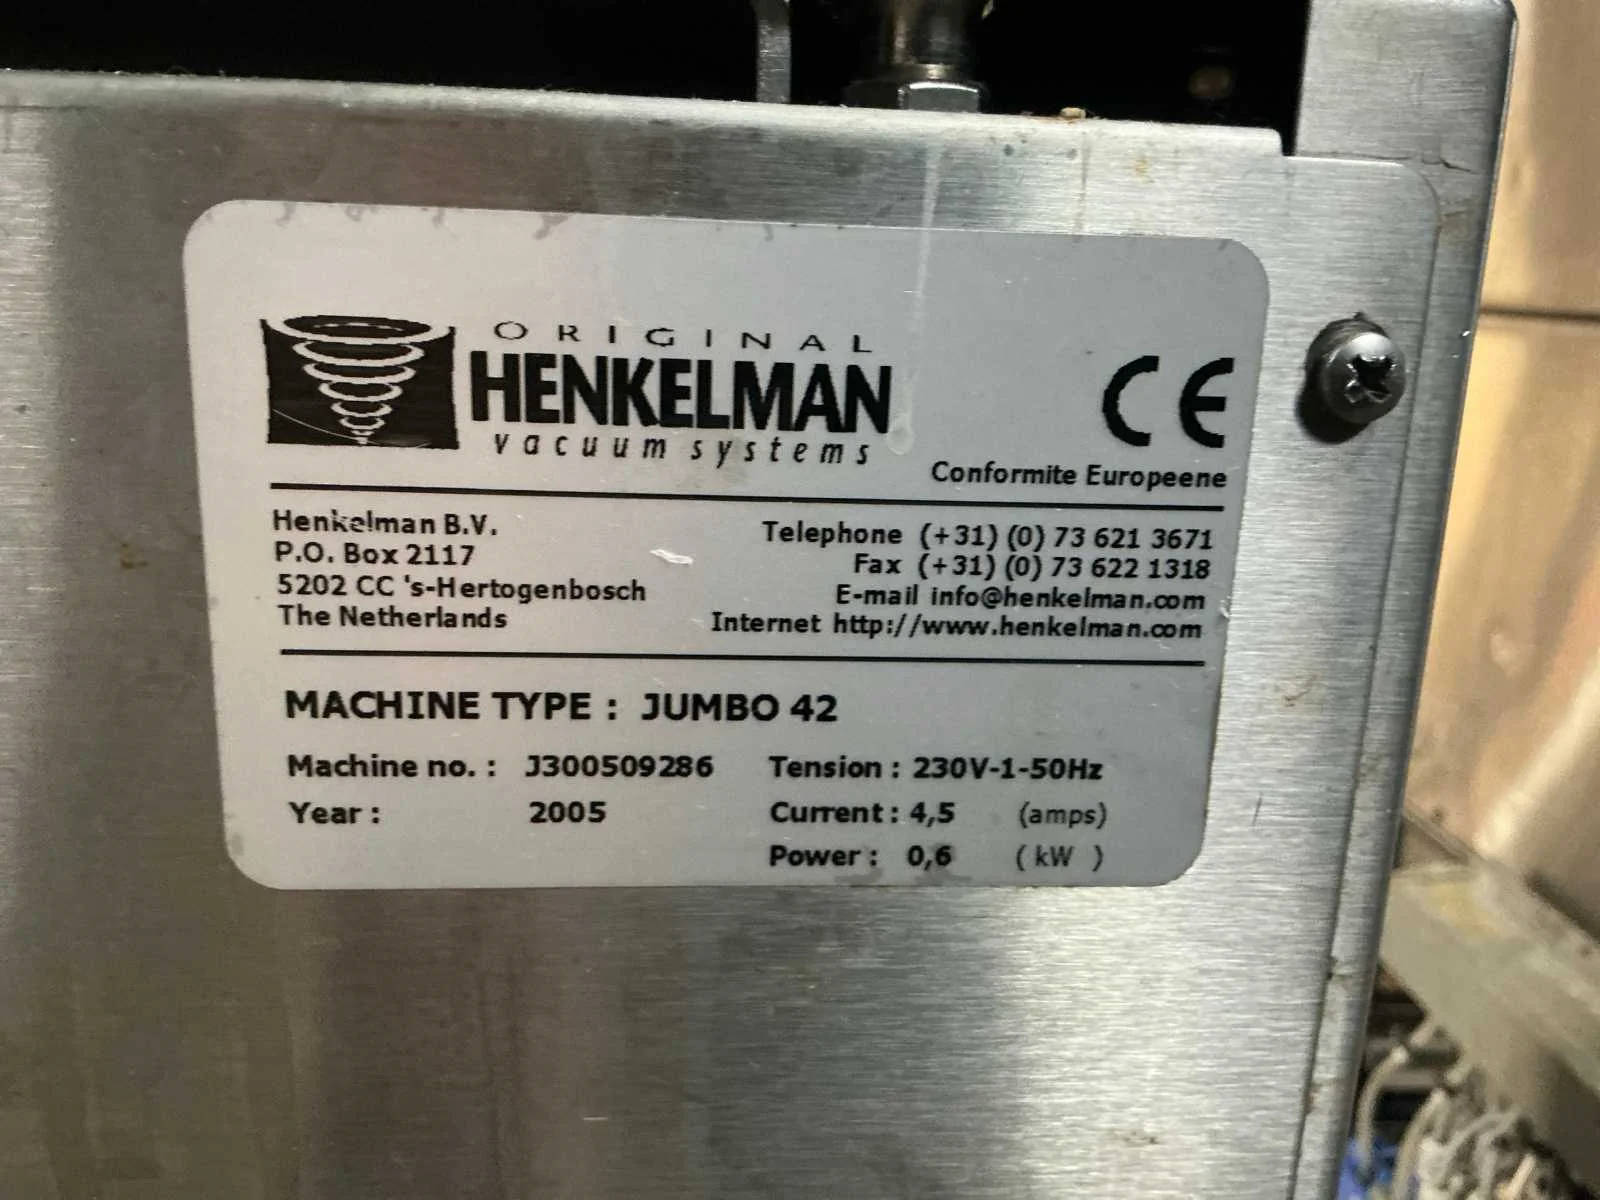 ORIGINAL
HENKELMAN
vacuum systems
CE
Conformite Europeene
Henkelman B.V.
P.O. Box 2117
5202 CC 's-Hertogenbosch
The Netherlands
Telephone (+31) (0) 73 621 3671
Fax (+31) (0) 73 622 1318
E-mail info@henkelman.com
Internet http://www.henkelman.com
MACHINE TYPE : JUMBO 42
Machine no. : J300509286 Tension : 230V-1-50Hz
Year : 2005 Current : 4,5 (amps)
Power : 0,6 ( kW )